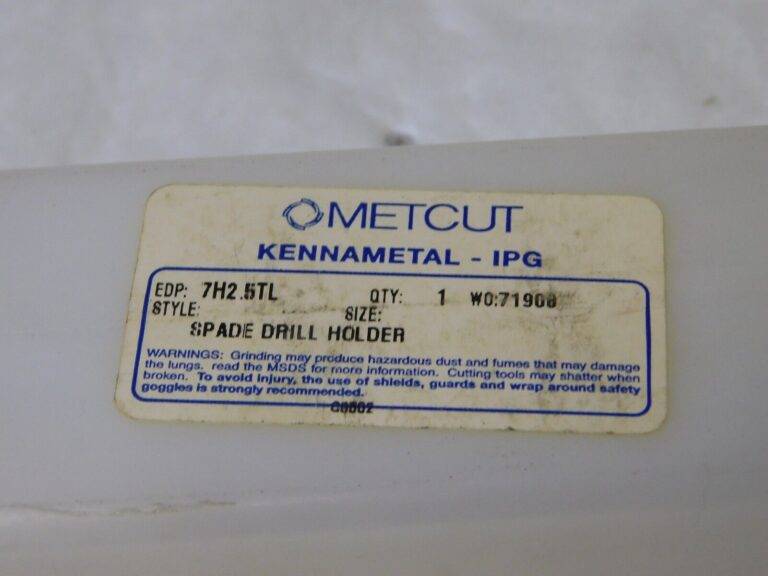 METCUT
KENNAMETAL - IPG
EDP: 7H2.5TL QTY: 1 WO:71908
STYLE: SIZE:
SPADE DRILL HOLDER
WARNINGS: Grinding may produce hazardous dust and fumes that may damage
the lungs. read the MSDS for more information. Cutting tools may shatter when
broken. To avoid injury, the use of shields, guards and wrap around safety
goggles is strongly recommended.